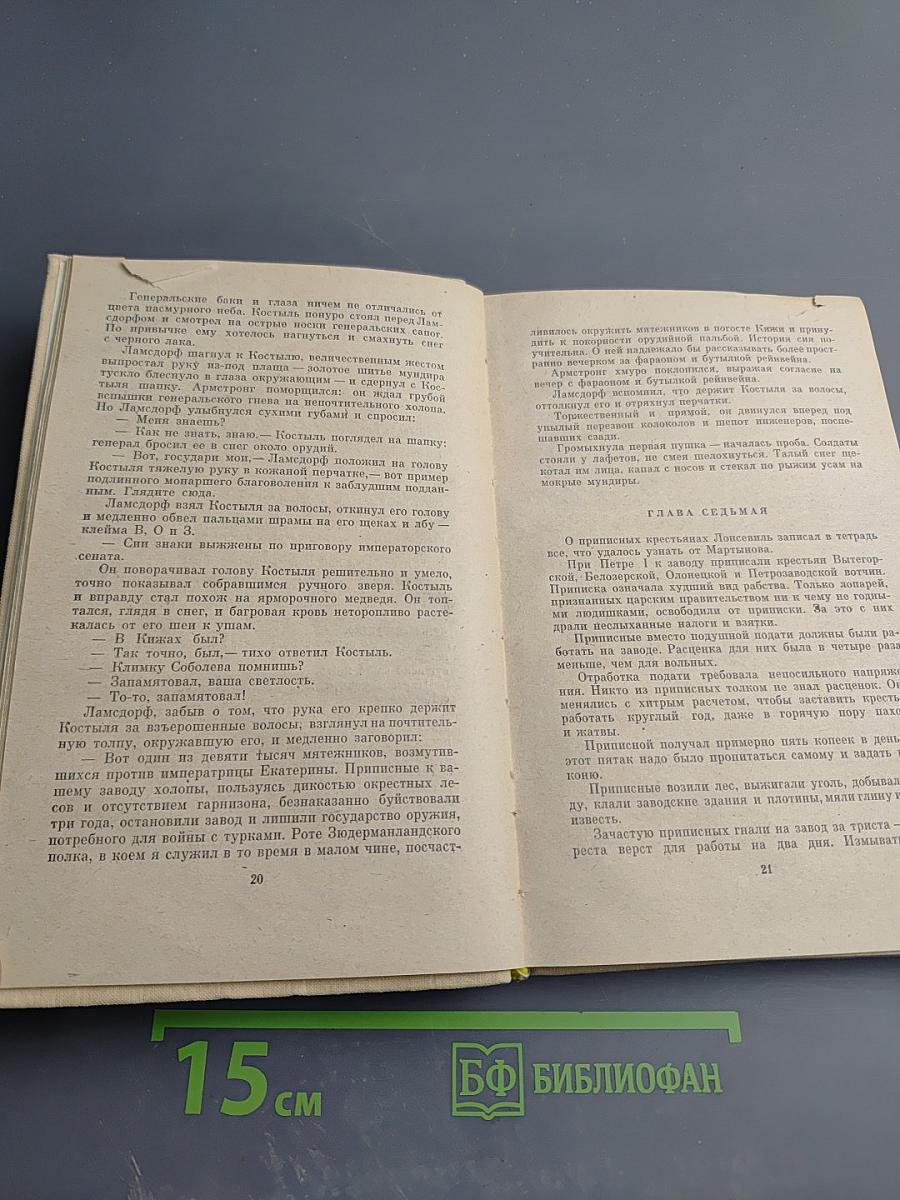 Генеральские баки и глаза ничем не отличались от
цвета пасмурного неба. Костыль понуро стоял перед Лам-
сдорфом и смотрел на острые носки генеральских сапог.
По привычке ему хотелось нагнуться и смахнуть снег
с черного лака.
Ламсдорф шагнул к Костылю, величественным жестом
выпростал руку из-под плаща — золотое шитье мундира
тускло блеснуло в глаза окружающим — и сдернул с Кос-
тыля шапку. Армстронг поморщился: он ждал грубой
вспышки генеральского гнева на непочтительного холопа.
Но Ламсдорф улыбнулся сухими губами и спросил:
— Меня знаешь?
— Как не знать, знаю.— Костыль поглядел на шапку:
генерал бросил ее в снег около орудий.
— Вот, государи мои,— Ламсдорф положил на голову
Костыля тяжелую руку в кожаной перчатке,— вот пример
подлинного монаршего благоволения к заблудшим поддан-
ным. Глядите сюда.
Ламсдорф взял Костыля за волосы, откинул его голову
и медленно обвел пальцами шрамы на его щеках и лбу —
клейма В, О и З.
— Сии знаки выжжены по приговору императорского
сената.
Он поворачивал голову Костыля решительно и умело,
точно показывал собравшимся ручного зверя. Костыль
и вправду стал похож на ярморочного медведя. Он топ-
тался, глядя в снег, и багровая кровь неторопливо расте-
калась от его шеи к ушам.
— В Кижах был?
— Так точно, был,— тихо ответил Костыль.
— Климку Соболева помнишь?
— Запамятовал, ваша светлость.
— То-то, запамятовал!
Ламсдорф, забыв о том, что рука его крепко держит
Костыля за взъерошенные волосы, взглянул на почтитель-
ную толпу, окружавшую его, и медленно заговорил:
— Вот один из девяти тысяч мятежников, возмутив-
шихся против императрицы Екатерины. Приписные к ва-
шему заводу холопы, пользуясь дикостью окрестных ле-
сов и отсутствием гарнизона, безнаказанно буйствовали
три года, остановили завод и лишили государство оружия,
потребного для войны с турками. Роте Зюдерманландского
полка, в коем я служил в то время в малом чине, посчаст-
20
ливилось окружить мятежников в погосте Кижи и прину-
дить к покорности орудийной пальбой. История сия по-
учительна. О ней надлежало бы рассказывать более прост-
ранно вечерком за фараоном и бутылкой рейнвейна.
Армстронг хмуро поклонился, выражая согласие на
вечер с фараоном и бутылкой рейнвейна.
Ламсдорф вспомнил, что держит Костыля за волосы,
оттолкнул его и отряхнул перчатки.
Торжественный и прямой, он двинулся вперед под
унылый перезвон колоколов и шепот инженеров, поспе-
шавших сзади.
Громыхнула первая пушка — началась проба. Солдаты
стояли у лафетов, не смея шелохнуться. Талый снег ще-
котал им лица, капал с носов и стекал по рыжим усам на
мокрые мундиры.
ГЛАВА СЕДЬМАЯ
О приписных крестьянах Лонсевиль записал в тетрадь
все, что удалось узнать от Мартынова.
При Петре I к заводу приписали крестьян Вытегор-
ской, Белозерской, Олонецкой и Петрозаводской вотчин.
Приписка означала худший вид рабства. Только лопарей,
признанных царским правительством ни к чему не годны-
ми людишками, освободили от приписки. За это с них
драли неслыханные налоги и взятки.
Приписные вместо подушной подати должны были ра-
ботать на заводе. Расценка для них была в четыре раза
меньше, чем для вольных.
Отработка подати требовала непосильного напряже-
ния. Никто из приписных толком не знал расценок. Он
менялись с хитрым расчетом, чтобы заставить кресть-
работать круглый год, даже в горячую пору пахо
и жатвы.
Приписной получал примерно пять копеек в день
этот пятак надо было пропитаться самому и задать к
коню.
Приписные возили лес, выжигали уголь, добывал
ду, клали заводские здания и плотины, мяли глину и
известь.
Зачастую приписных гнали на завод за триста —
реста верст для работы на два дня. Измывать
21
15 см
БФ БИБЛИОФАН